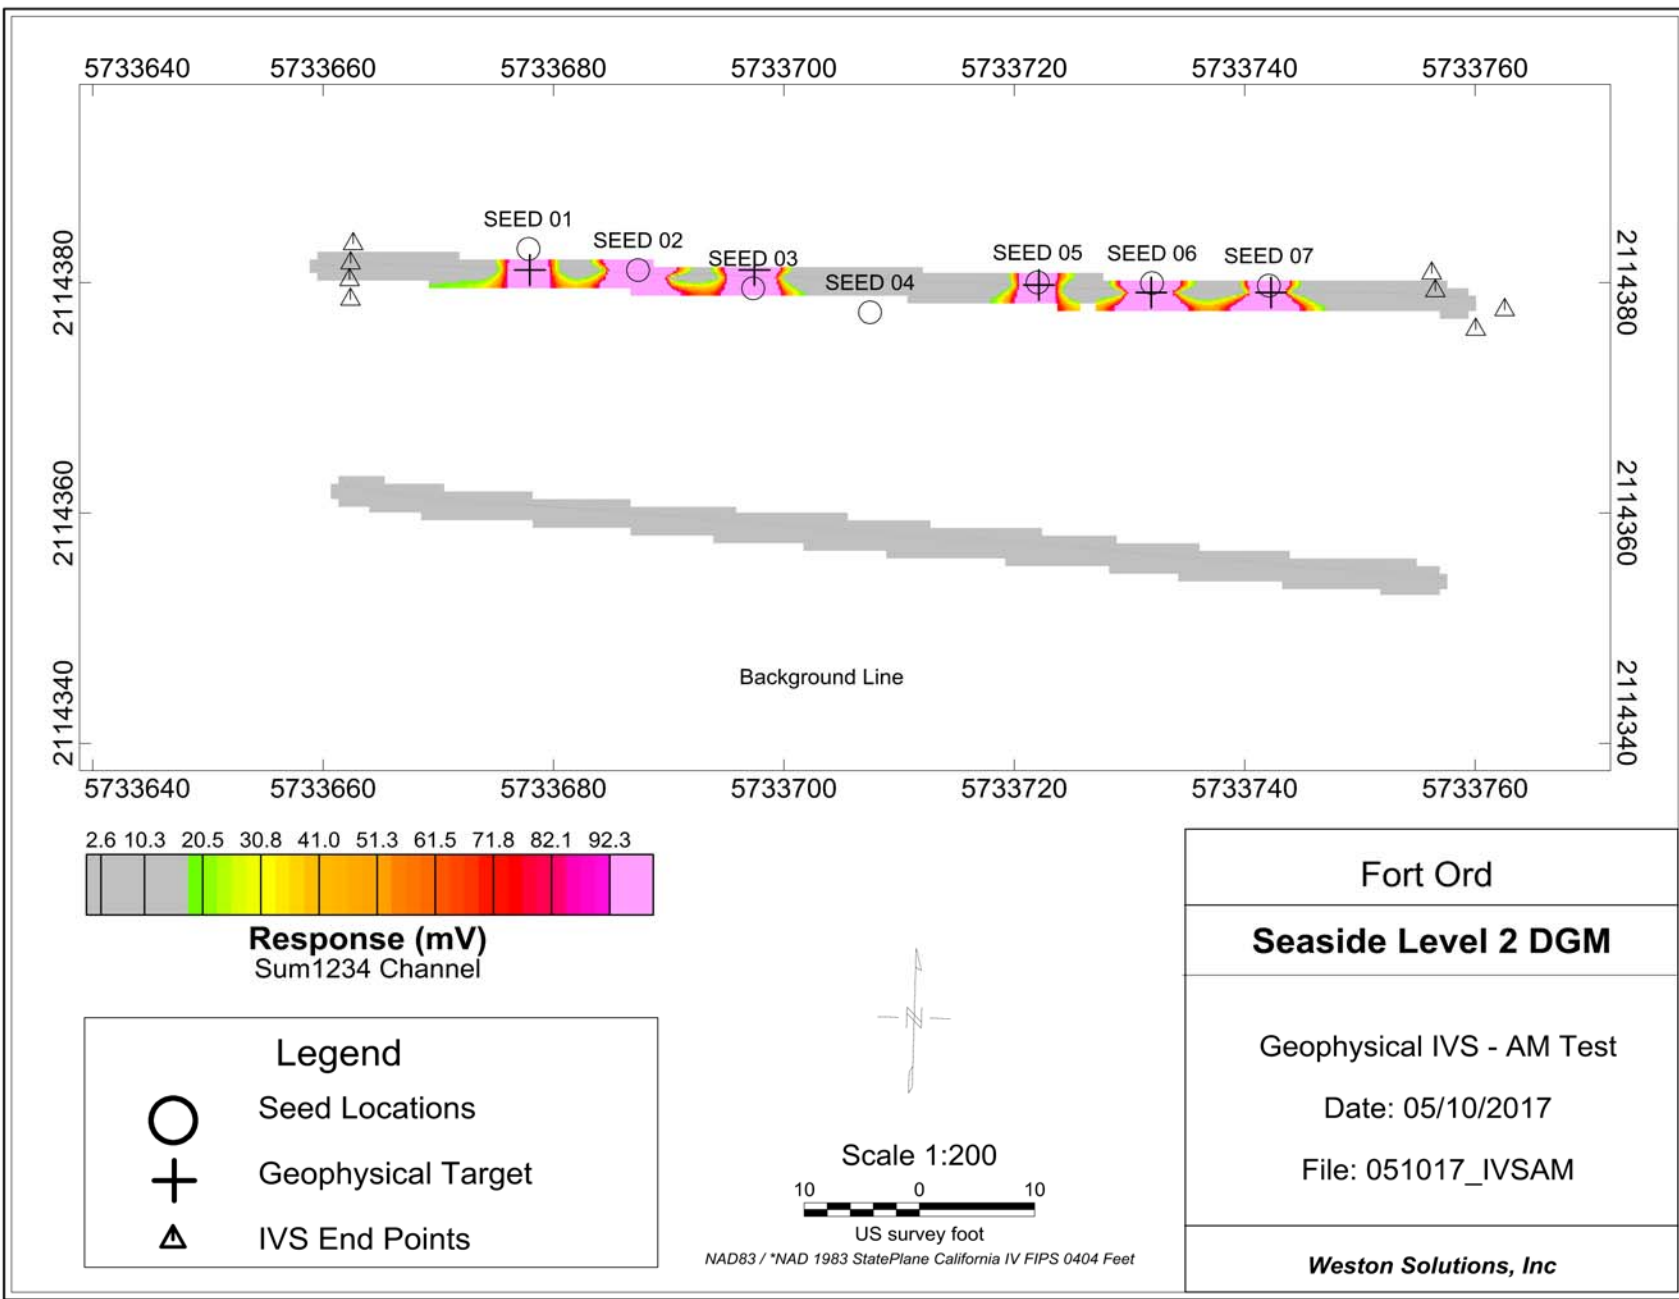 5733640 5733660 5733680 5733700 5733720 5733740 5733760
2114380
2114380
SEED 01
SEED 02
SEED 03
SEED 04
SEED 05
SEED 06
SEED 07
2114360
2114360
2114340
2114340
Background Line
5733640 5733660 5733680 5733700 5733720 5733740 5733760
2.6 10.3 20.5 30.8 41.0 51.3 61.5 71.8 82.1 92.3
Response (mV)
Sum1234 Channel
Legend
Seed Locations
Geophysical Target
IVS End Points
N
Scale 1:200
10 0 10
US survey foot
NAD83 / *NAD 1983 StatePlane California IV FIPS 0404 Feet
Fort Ord
Seaside Level 2 DGM
Geophysical IVS - AM Test
Date: 05/10/2017
File: 051017_IVSAM
Weston Solutions, Inc